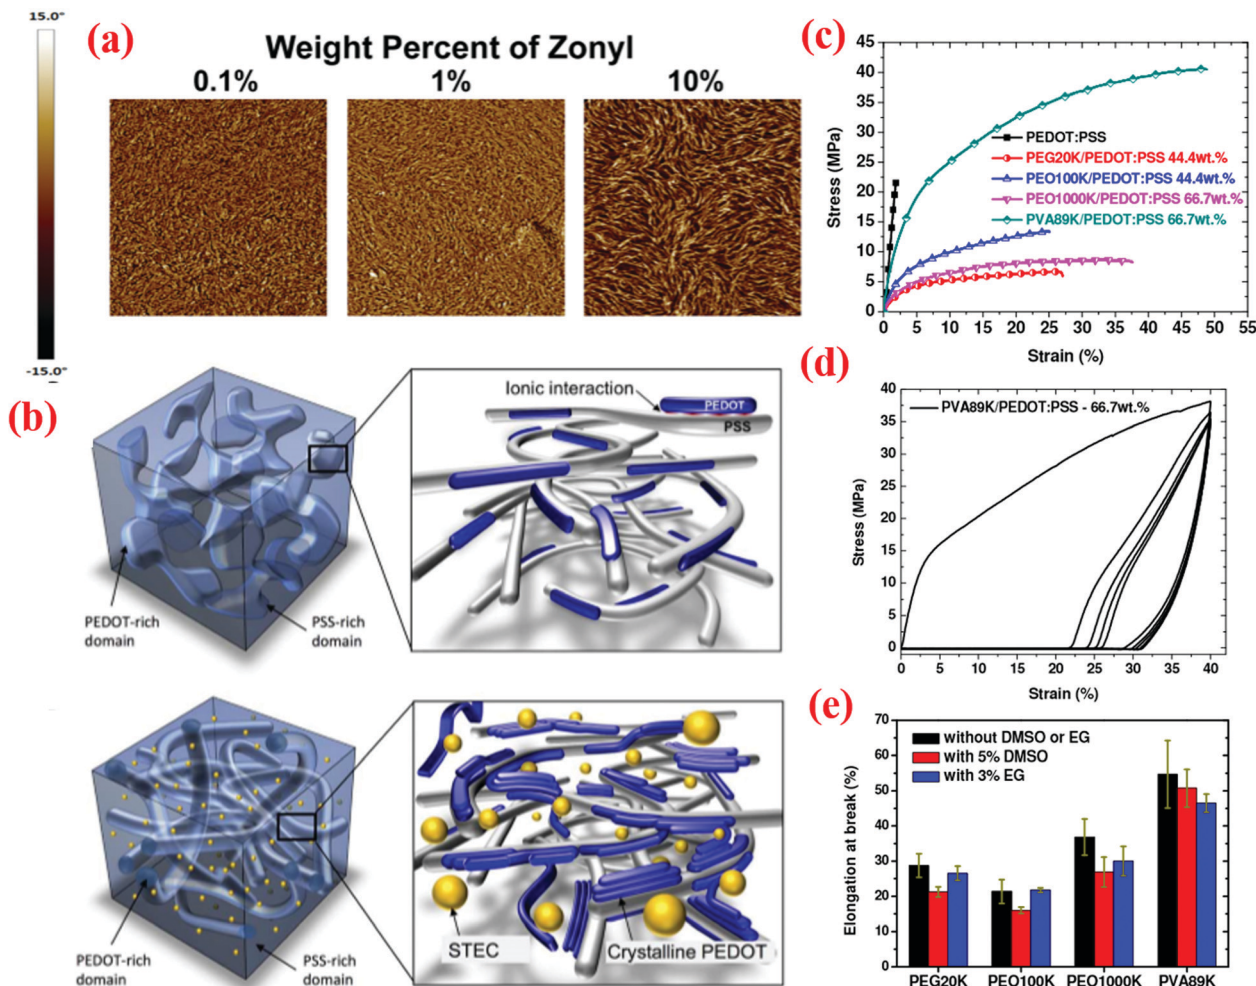 15.0°
-15.0°
(a)
Weight Percent of Zonyl
0.1%
1%
10%
(b)
Ionic interaction
PEDOT
PSS
PEDOT-rich
domain
PSS-rich
domain
PEDOT-rich
domain
PSS-rich
domain
STEC
Crystalline PEDOT
(c)
45
40
35
30
25
20
15
10
5
0
Stress (MPa)
PEDOT:PSS
PEG20K/PEDOT:PSS 44.4wt.%
PEO100K/PEDOT:PSS 44.4wt.%
PEO1000K/PEDOT:PSS 66.7wt.%
PVA89K/PEDOT:PSS 66.7wt.%
0 5 10 15 20 25 30 35 40 45 50 55
Strain (%)
(d)
40
35
30
25
20
15
10
5
0
Stress (MPa)
PVA89K/PEDOT:PSS - 66.7wt.%
0 5 10 15 20 25 30 35 40
Strain (%)
(e)
70
60
50
40
30
20
10
0
Elongation at break (%)
without DMSO or EG
with 5% DMSO
with 3% EG
PEG20K PEO100K PEO1000K PVA89K